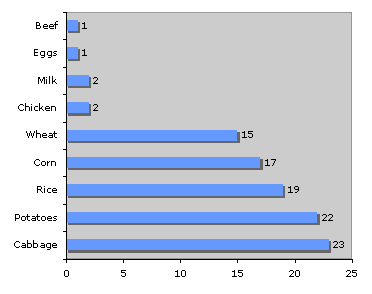 Beef 1
Eggs 1
Milk 2
Chicken 2
Wheat 15
Corn 17
Rice 19
Potatoes 22
Cabbage 23
0 5 10 15 20 25